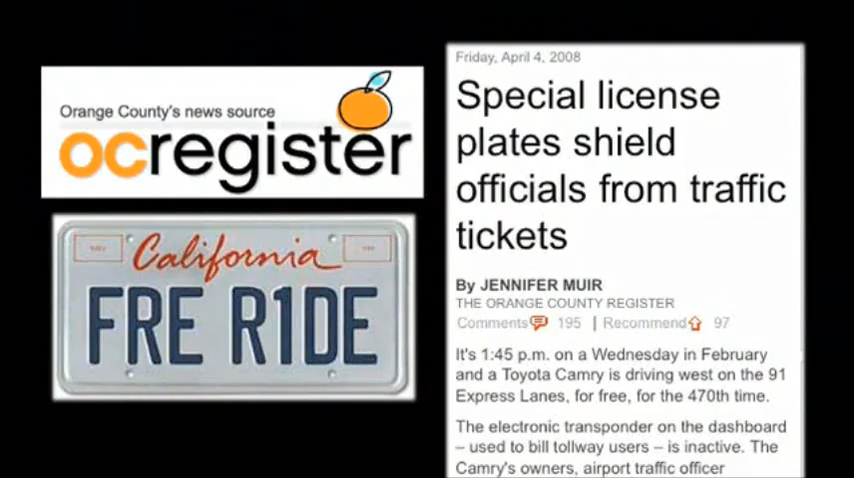 Orange County's news source
ocregister
California
FRE R1DE
Friday, April 4, 2008
Special license
plates shield
officials from traffic
tickets
By JENNIFER MUIR
THE ORANGE COUNTY REGISTER
Comments 195 | Recommend 97
It's 1:45 p.m. on a Wednesday in February
and a Toyota Camry is driving west on the 91
Express Lanes, for free, for the 470th time.
The electronic transponder on the dashboard
– used to bill tollway users – is inactive. The
Camry's owners, airport traffic officer